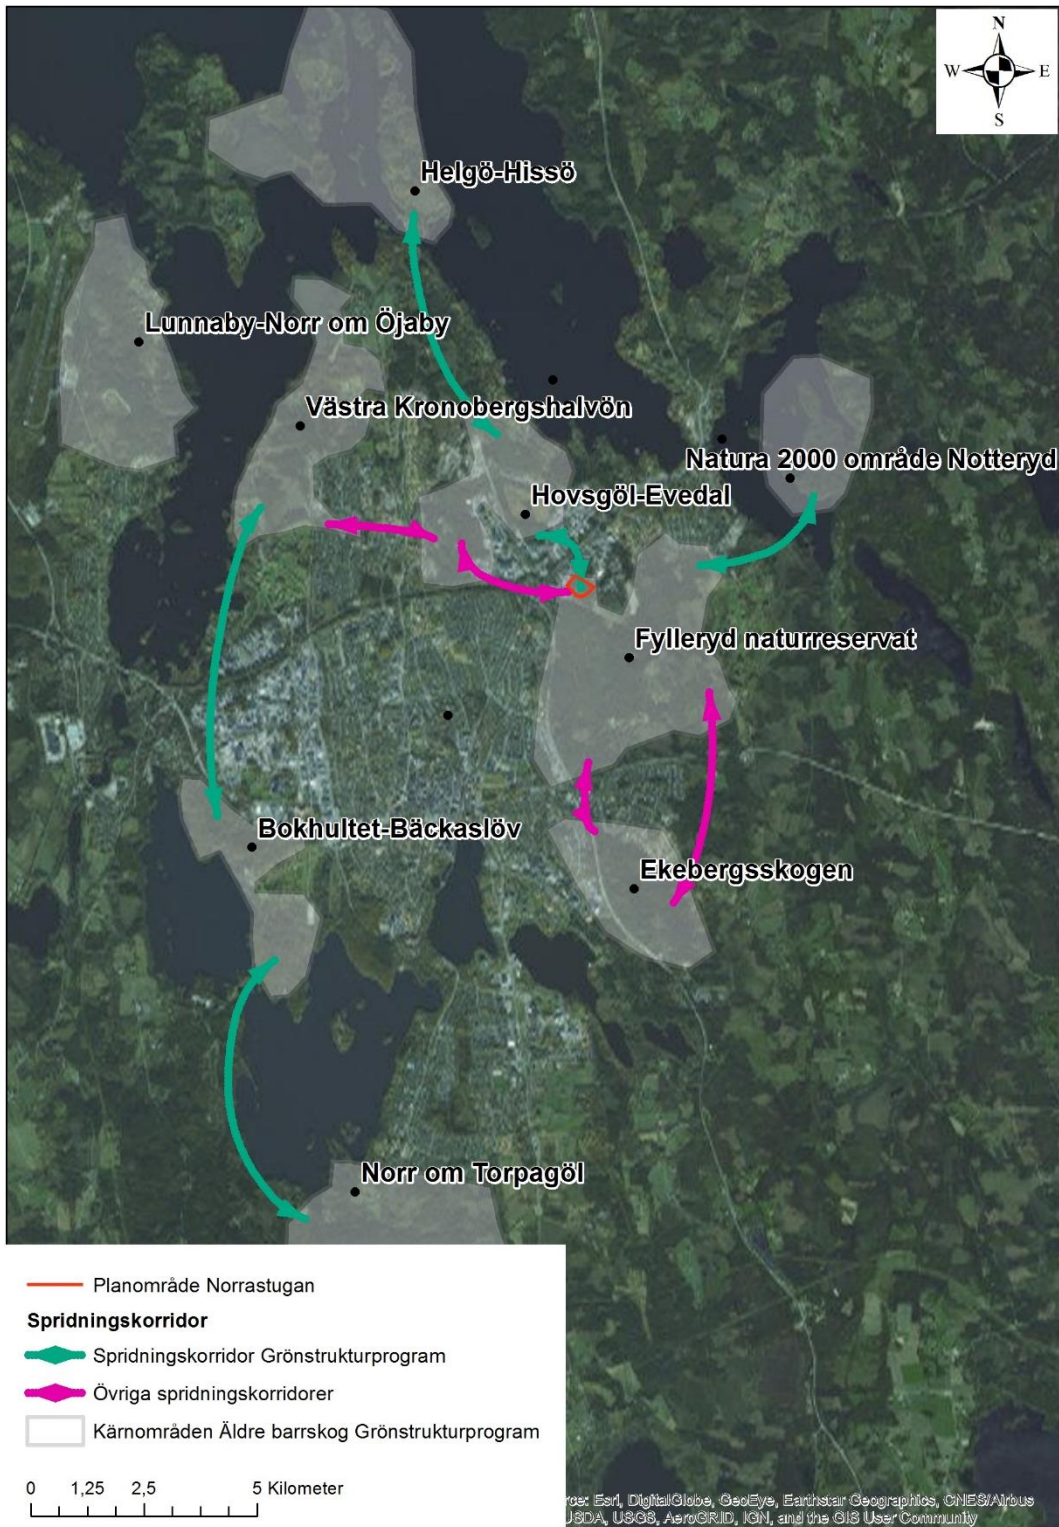 N
W E
S
Helgö-Hissö
Lunnaby-Norr om Öjaby
Västra Kronobergshalvön
Natura 2000 område Notteryd
Hovsgöl-Evedal
Fylleryd naturreservat
Bokhultet-Bäckaslöv
Ekebergsskogen
Norr om Torpagöl
Planområde Norrastugan
Spridningskorridor
Spridningskorridor Grönstrukturprogram
Övriga spridningskorridorer
Kärnområden Äldre barrskog Grönstrukturprogram
0 1,25 2,5 5 Kilometer
rce: Esri, DigitalGlobe, GeoEye, Earthstar Geographics, CNES/Airbus
USDA, USGS, AeroGRID, IGN, and the GIS User Community